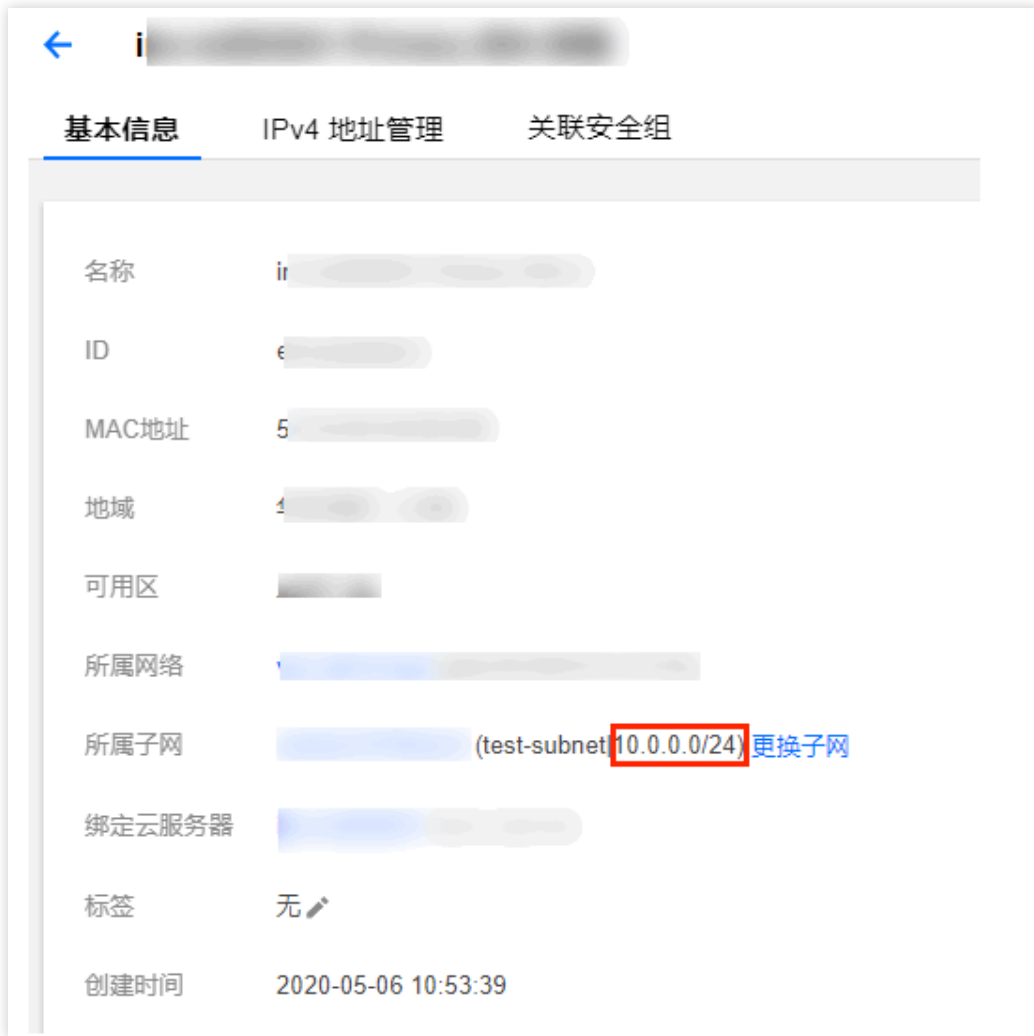 基本信息 IPv4 地址管理 关联安全组
名称
ID
MAC地址 5
地域
可用区
所属网络
所属子网 (test-subnet|10.0.0.0/24) 更换子网
绑定云服务器
标签 无
创建时间 2020-05-06 10:53:39